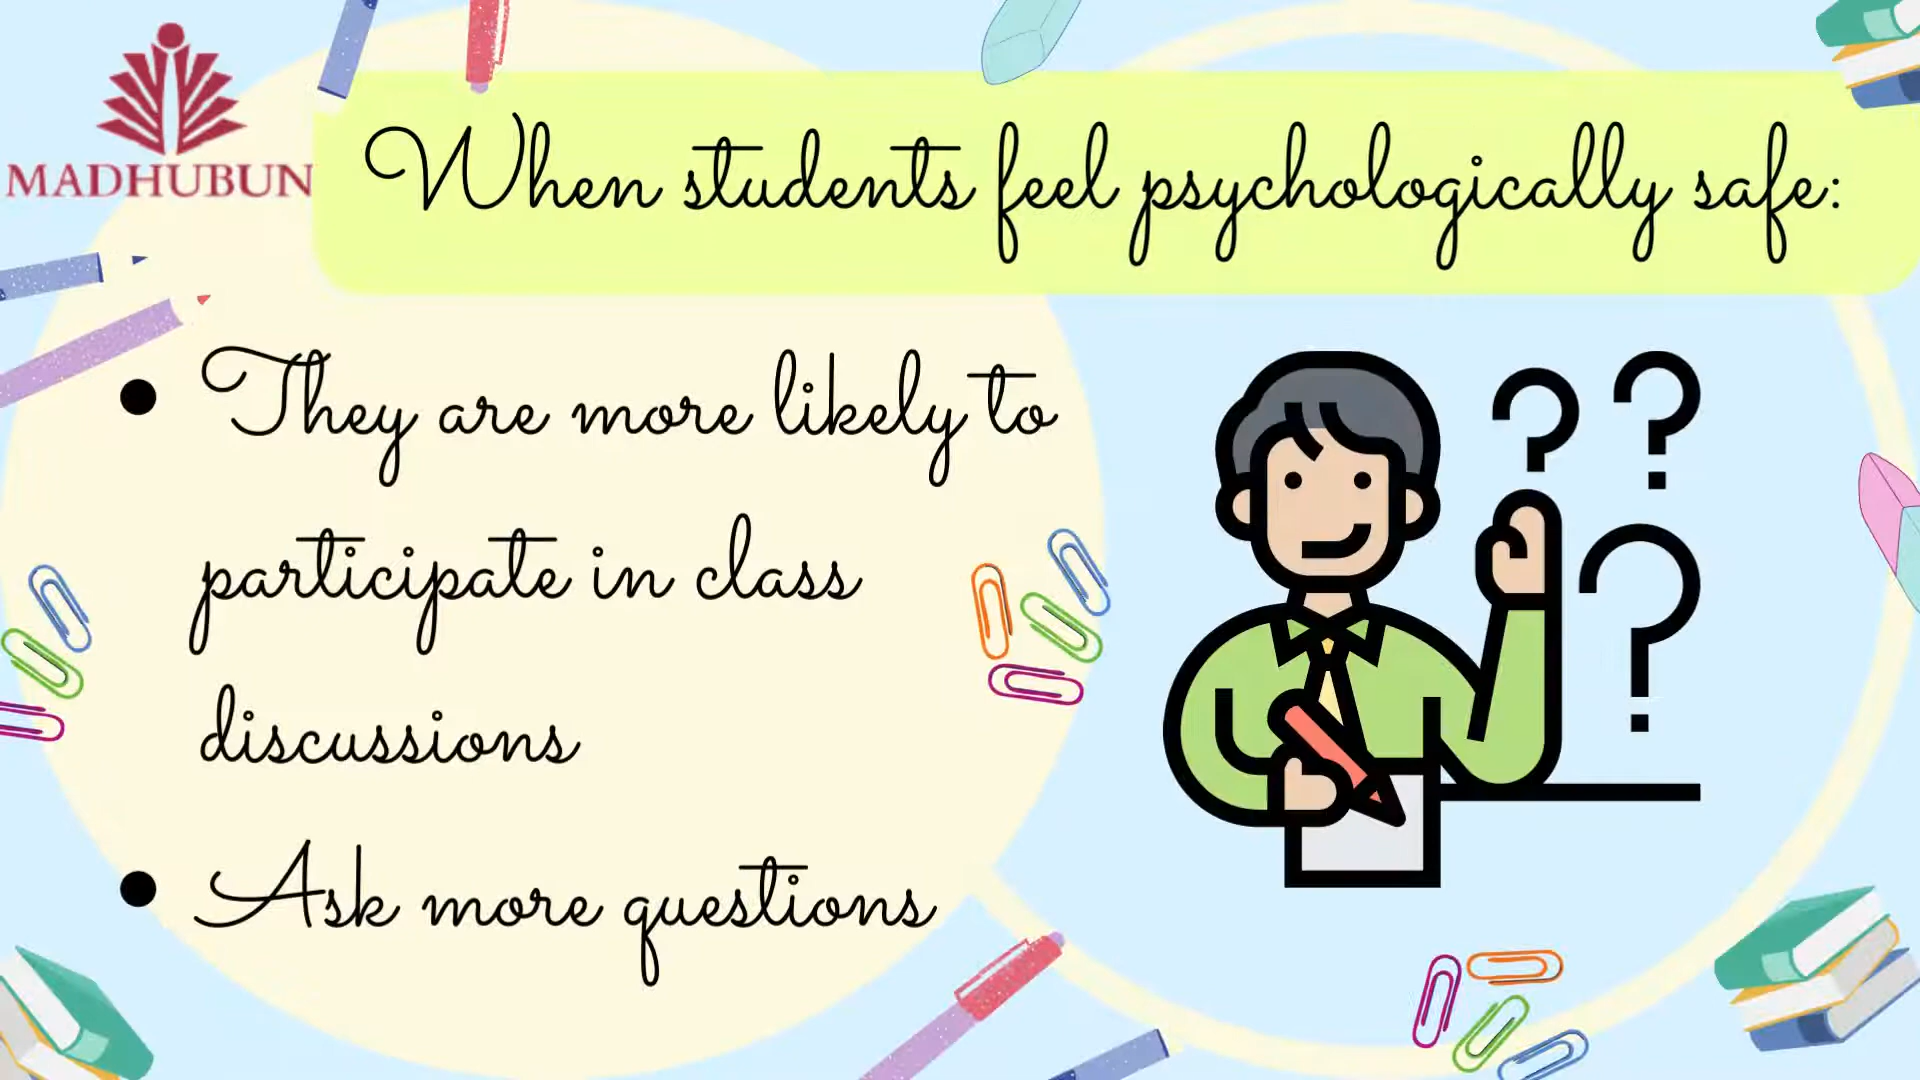 MADHUBUN
When students feel psychologically safe:
• They are more likely to
participate in class
discussions
• Ask more questions